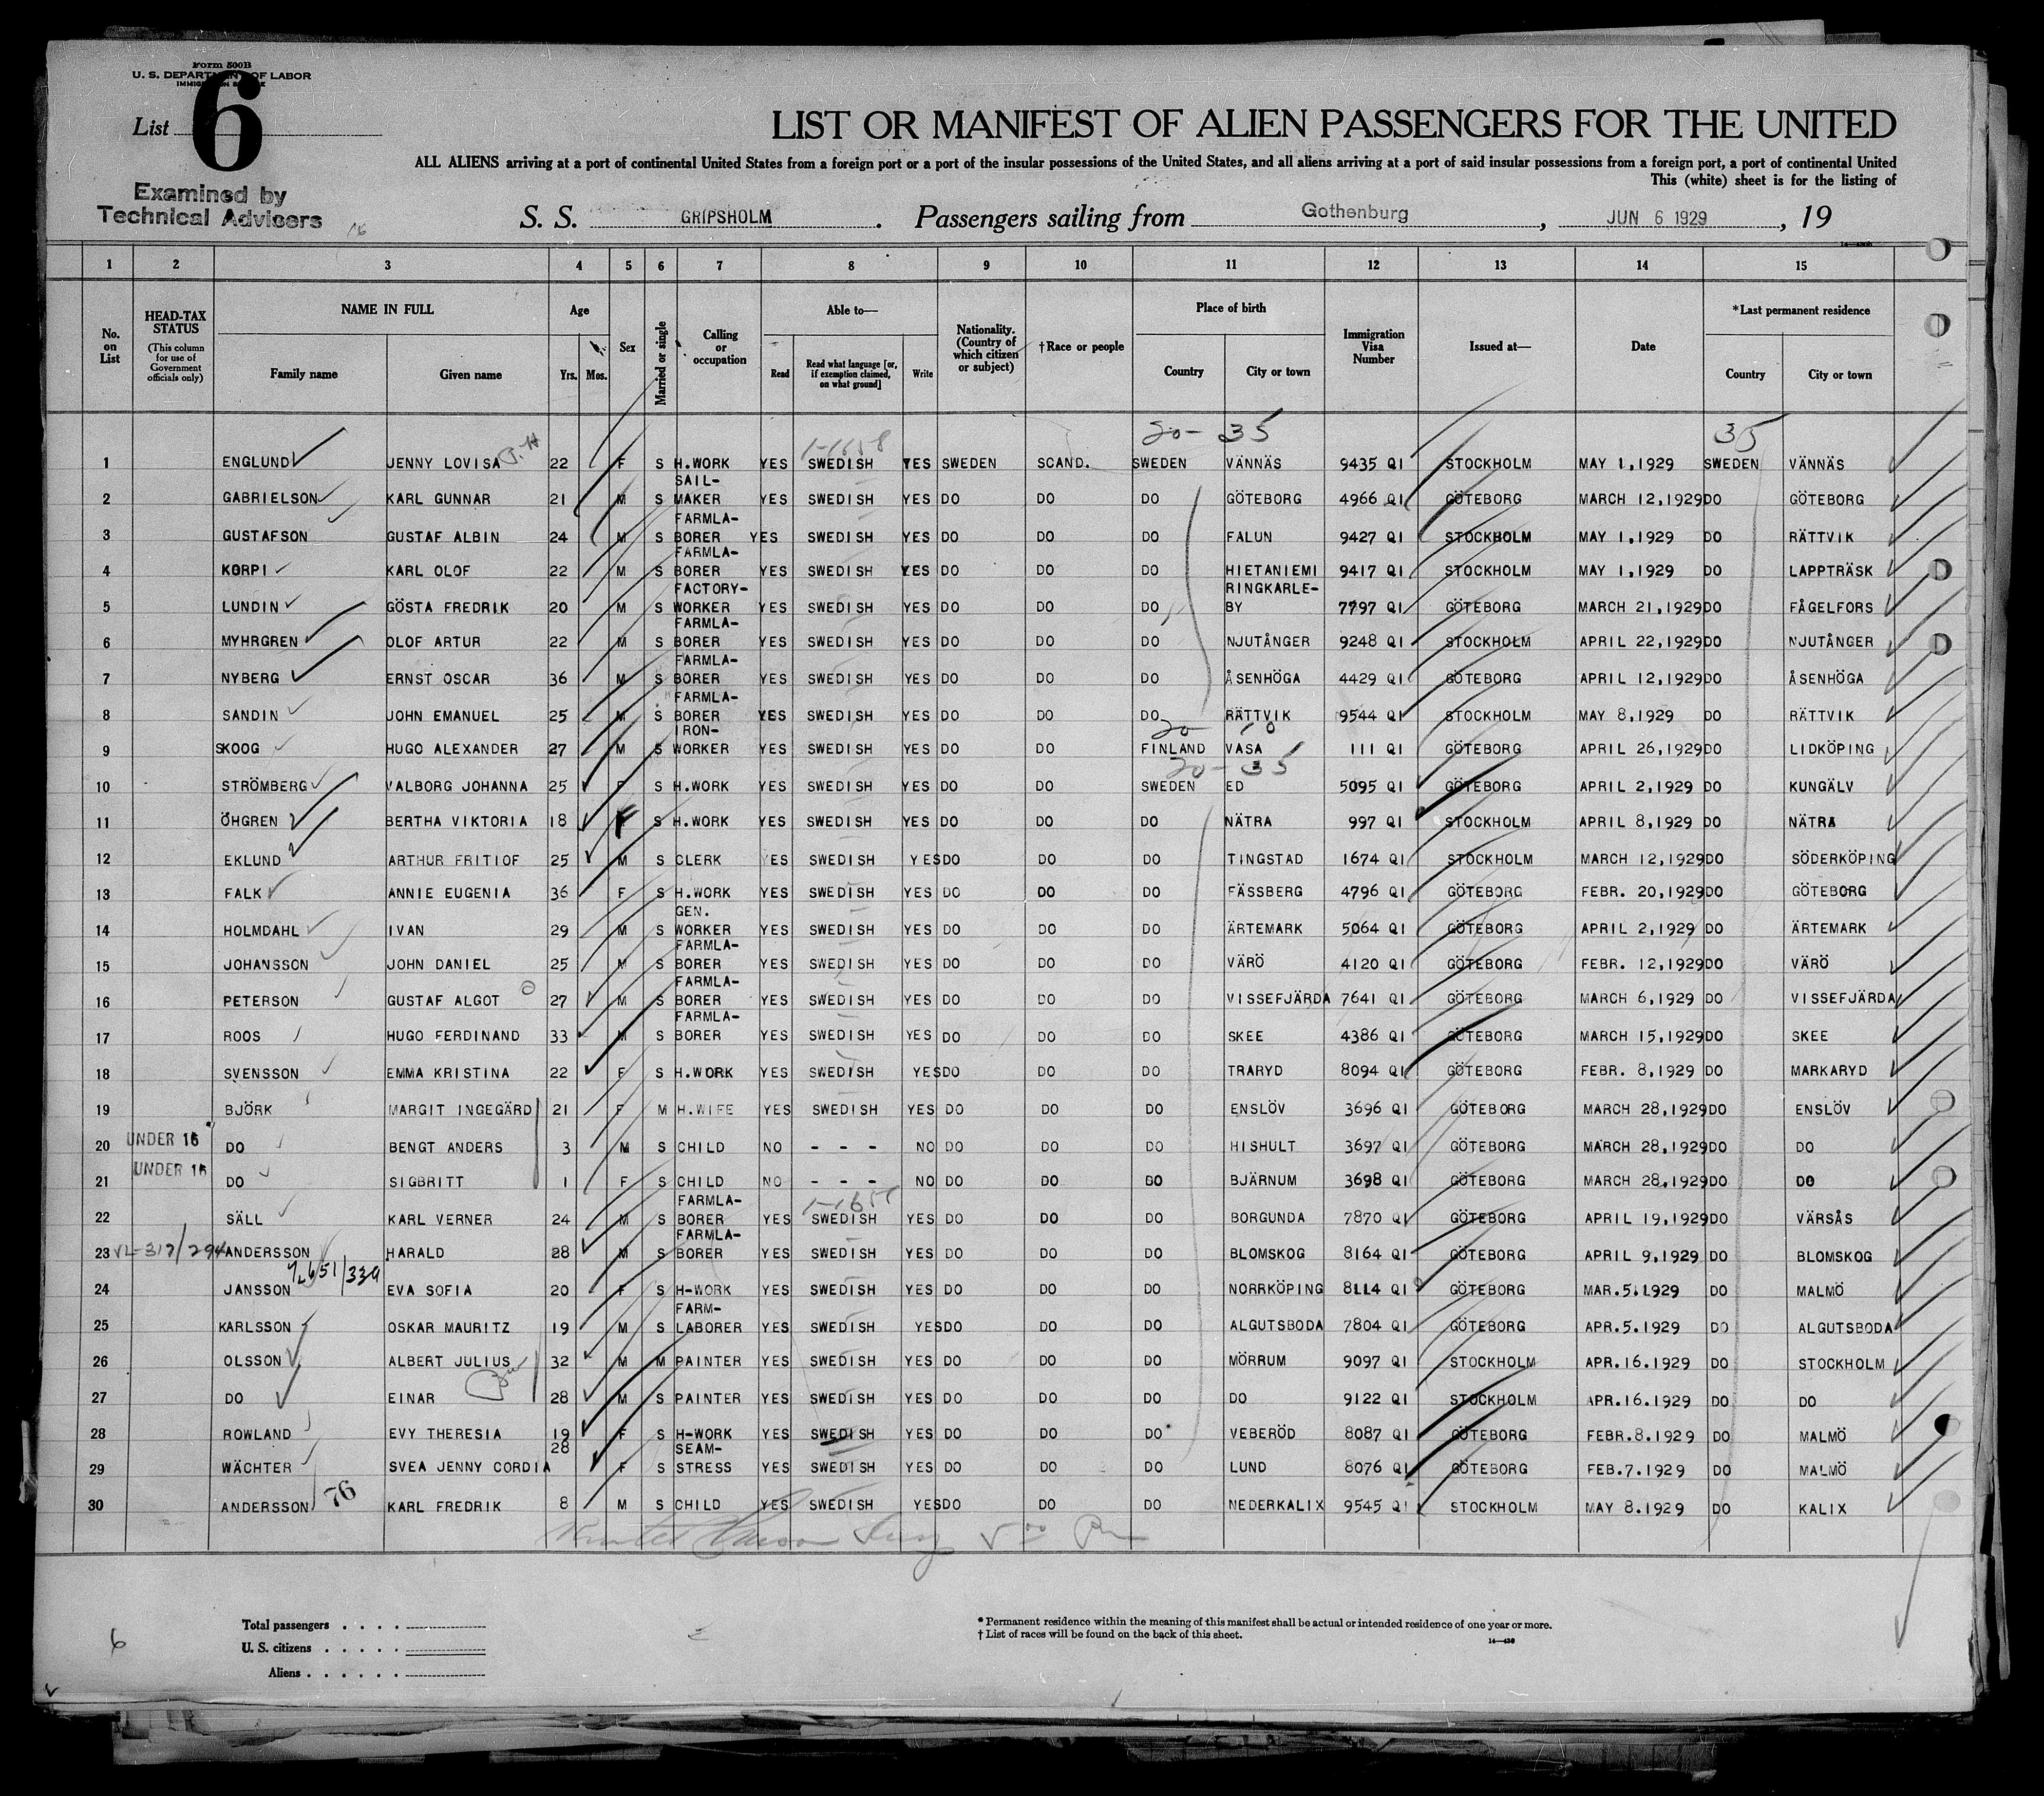 Form 500B
U. S. DEPARTMENT OF LABOR
List 6
Examined by
Technical Advisers
LIST OR MANIFEST OF ALIEN PASSENGERS FOR THE UNITED
ALL ALIENS arriving at a port of continental United States from a foreign port or a port of the insular possessions of the United States, and all aliens arriving at a port of said insular possessions from a foreign port, a port of continental United
This (white) sheet is for the listing of
S. S. GRIPSHOLM. Passengers sailing from Gothenburg, JUN 6 1929, 19
1 2 3 4 5 6 7 8 9 10 11 12 13 14 15
No. on List
HEAD-TAX STATUS (This column for use of Government officials only)
NAME IN FULL Family name Given name
Age Yrs. Mos.
Sex
Married or single
Calling or occupation
Able to— Read Read what language [or, if exemption claimed, on what ground] Write
Nationality. (Country of which citizen or subject)
†Race or people
Place of birth Country City or town
Immigration Visa Number
Issued at—
Date
*Last permanent residence Country City or town
20- 35 35
1-1658
1 ENGLUND JENNY LOVISA 22 F S H.WORK YES SWEDISH YES SWEDEN SCAND. SWEDEN VÄNNÄS 9435 QI STOCKHOLM MAY 1,1929 SWEDEN VÄNNÄS
2 GABRIELSON KARL GUNNAR 21 M S SAIL-MAKER YES SWEDISH YES DO DO DO GÖTEBORG 4966 QI GÖTEBORG MARCH 12,1929 DO GÖTEBORG
3 GUSTAFSON GUSTAF ALBIN 24 M S FARMLA-BORER YES SWEDISH YES DO DO DO FALUN 9427 QI STOCKHOLM MAY 1,1929 DO RÄTTVIK
4 KORPI KARL OLOF 22 M S FARMLA-BORER YES SWEDISH YES DO DO DO HIETANIEMI 9417 QI STOCKHOLM MAY 1,1929 DO LAPPTRÄSK
5 LUNDIN GÖSTA FREDRIK 20 M S FACTORY-WORKER YES SWEDISH YES DO DO DO RINGKARLE-BY 7797 QI GÖTEBORG MARCH 21,1929 DO FÅGELFORS
6 MYHRGREN OLOF ARTUR 22 M S FARMLA-BORER YES SWEDISH YES DO DO DO NJUTÅNGER 9248 QI STOCKHOLM APRIL 22,1929 DO NJUTÅNGER
7 NYBERG ERNST OSCAR 36 M S FARMLA-BORER YES SWEDISH YES DO DO DO ÅSENHÖGA 4429 QI GÖTEBORG APRIL 12,1929 DO ÅSENHÖGA
8 SANDIN JOHN EMANUEL 25 M S FARMLA-BORER YES SWEDISH YES DO DO DO RÄTTVIK 9544 QI STOCKHOLM MAY 8,1929 DO RÄTTVIK
20- 10
9 SKOOG HUGO ALEXANDER 27 M S IRON-WORKER YES SWEDISH YES DO DO FINLAND VASA 111 QI GÖTEBORG APRIL 26,1929 DO LIDKÖPING
20- 35
10 STRÖMBERG VALBORG JOHANNA 25 F S H.WORK YES SWEDISH YES DO DO SWEDEN ED 5095 QI GÖTEBORG APRIL 2,1929 DO KUNGÄLV
11 ÖHGREN BERTHA VIKTORIA 18 F S H.WORK YES SWEDISH YES DO DO DO NÄTRA 997 QI STOCKHOLM APRIL 8,1929 DO NÄTRA
12 EKLUND ARTHUR FRITIOF 25 M S CLERK YES SWEDISH YES DO DO DO TINGSTAD 1674 QI STOCKHOLM MARCH 12,1929 DO SÖDERKÖPING
13 FALK ANNIE EUGENIA 36 F S H.WORK YES SWEDISH YES DO DO DO FÄSSBERG 4796 QI GÖTEBORG FEBR. 20,1929 DO GÖTEBORG
14 HOLMDAHL IVAN 29 M S GEN. WORKER YES SWEDISH YES DO DO DO ÄRTEMARK 5064 QI GÖTEBORG APRIL 2,1929 DO ÄRTEMARK
15 JOHANSSON JOHN DANIEL 25 M S FARMLA-BORER YES SWEDISH YES DO DO DO VÄRÖ 4120 QI GÖTEBORG FEBR. 12,1929 DO VÄRÖ
16 PETERSON GUSTAF ALGOT 27 M S FARMLA-BORER YES SWEDISH YES DO DO DO VISSEFJÄRDA 7641 QI GÖTEBORG MARCH 6,1929 DO VISSEFJÄRDA
17 ROOS HUGO FERDINAND 33 M S FARMLA-BORER YES SWEDISH YES DO DO DO SKEE 4386 QI GÖTEBORG MARCH 15,1929 DO SKEE
18 SVENSSON EMMA KRISTINA 22 F S H.WORK YES SWEDISH YES DO DO DO TRARYD 8094 QI GÖTEBORG FEBR. 8,1929 DO MARKARYD
19 BJÖRK MARGIT INGEGÄRD 21 F M H.WIFE YES SWEDISH YES DO DO DO ENSLÖV 3696 QI GÖTEBORG MARCH 28,1929 DO ENSLÖV
20 UNDER 16 DO BENGT ANDERS 3 M S CHILD NO - - - NO DO DO DO HISHULT 3697 QI GÖTEBORG MARCH 28,1929 DO DO
21 UNDER 16 DO SIGBRITT 1 F S CHILD NO - - - NO DO DO DO BJÄRNUM 3698 QI GÖTEBORG MARCH 28,1929 DO DO
1-1658
22 SÄLL KARL VERNER 24 M S FARMLA-BORER YES SWEDISH YES DO DO DO BORGUNDA 7870 QI GÖTEBORG APRIL 19,1929 DO VÄRSÅS
23 VL-317/294 ANDERSSON HARALD 28 M S FARMLA-BORER YES SWEDISH YES DO DO DO BLOMSKOG 8164 QI GÖTEBORG APRIL 9,1929 DO BLOMSKOG
24 JANSSON EVA SOFIA 20 F S H-WORK YES SWEDISH YES DO DO DO NORRKÖPING 8114 QI GÖTEBORG MAR.5.1929 DO MALMÖ
25 KARLSSON OSKAR MAURITZ 19 M S FARM-LABORER YES SWEDISH YES DO DO DO ALGUTSBODA 7804 QI GÖTEBORG APR.5.1929 DO ALGUTSBODA
26 OLSSON ALBERT JULIUS 32 M M PAINTER YES SWEDISH YES DO DO DO MÖRRUM 9097 QI STOCKHOLM APR.16.1929 DO STOCKHOLM
27 DO EINAR 28 M S PAINTER YES SWEDISH YES DO DO DO DO 9122 QI STOCKHOLM APR.16.1929 DO DO
28 ROWLAND EVY THERESIA 19 F S H-WORK YES SWEDISH YES DO DO DO VEBERÖD 8087 QI GÖTEBORG FEBR.8.1929 DO MALMÖ
29 WÄCHTER SVEA JENNY CORDIA 28 F S SEAM-STRESS YES SWEDISH YES DO DO DO LUND 8076 QI GÖTEBORG FEB.7.1929 DO MALMÖ
30 ANDERSSON 76 KARL FREDRIK 8 M S CHILD YES SWEDISH YES DO DO DO NEDERKALIX 9545 QI STOCKHOLM MAY 8.1929 DO KALIX
Total passengers
U. S. citizens
Aliens
6
* Permanent residence within the meaning of this manifest shall be actual or intended residence of one year or more.
† List of races will be found on the back of this sheet.